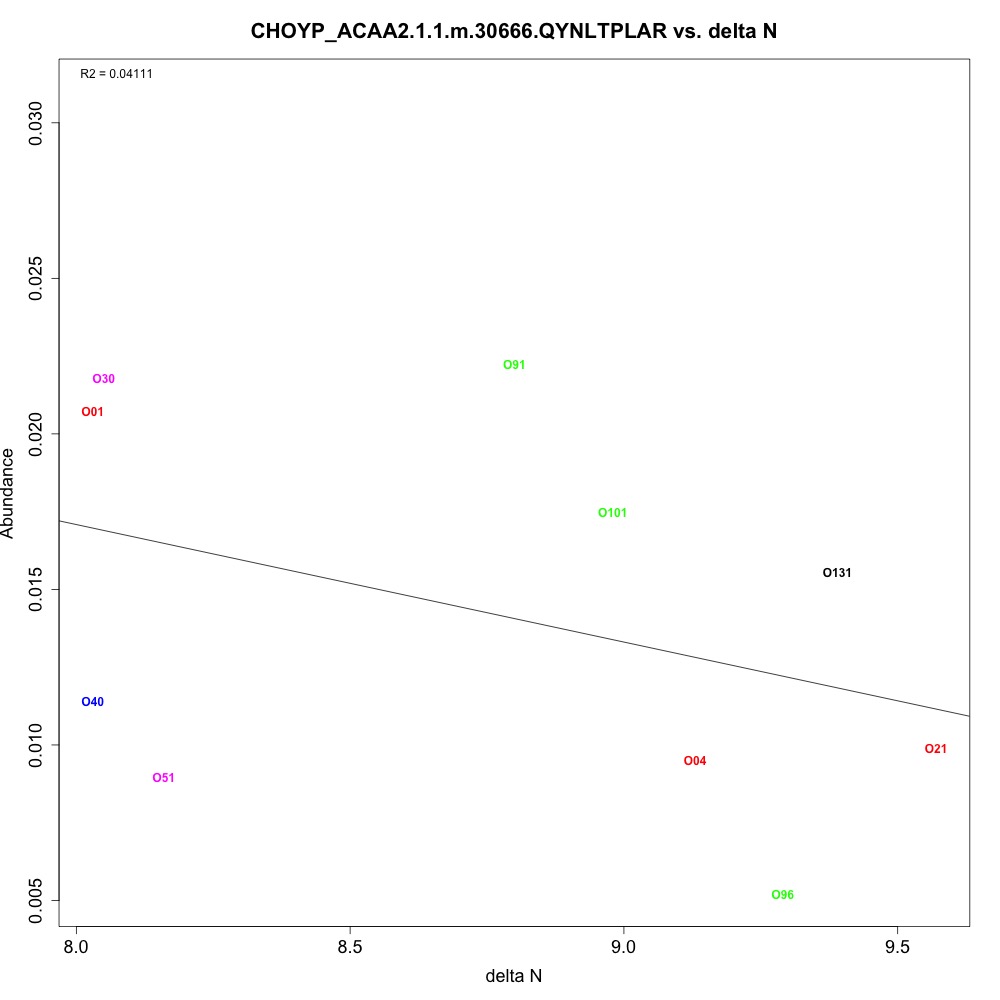 CHOYP_ACAA2.1.1.m.30666.QYNLTPLAR vs. delta N
R2 = 0.04111
0.030
0.025
O91
O30
O01
0.020
Abundance
O101
O131
0.015
O40
0.010
O21
O04
O51
O96
0.005
8.0 8.5 9.0 9.5
delta N